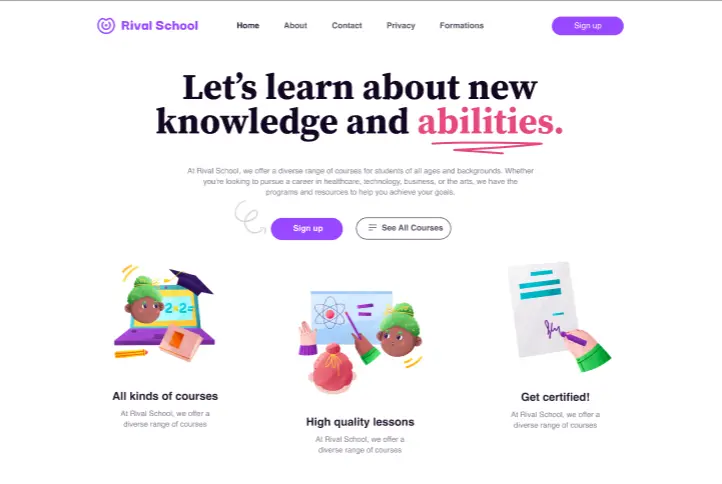 Rival School
Home About Contact Privacy Formations
Sign up
Let’s learn about new
knowledge and abilities.
At Rival School, we offer a diverse range of courses for students of all ages and backgrounds. Whether
you're looking to pursue a career in healthcare, technology, business, or the arts, we have the
programs and resources to help you achieve your goals.
Sign up
See All Courses
2×2=
All kinds of courses
At Rival School, we offer a
diverse range of courses
High quality lessons
At Rival School, we offer a
diverse range of courses
Get certified!
At Rival School, we offer a
diverse range of courses